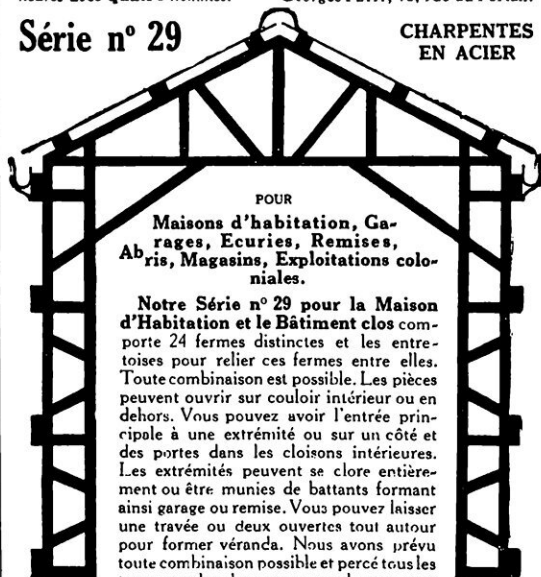 Série nº 29
CHARPENTES
EN ACIER
POUR
Maisons d'habitation, Ga-
rages, Ecuries, Remises,
Abris, Magasins, Exploitations colo-
niales.
Notre Série nº 29 pour la Maison
d'Habitation et le Bâtiment clos com-
porte 24 fermes distinctes et les entre-
toises pour relier ces fermes entre elles.
Toute combinaison est possible. Les pièces
peuvent ouvrir sur couloir intérieur ou en
dehors. Vous pouvez avoir l'entrée prin-
cipale à une extrémité ou sur un côté et
des portes dans les cloisons intérieures.
Les extrémités peuvent se clore entière-
ment ou être munies de battants formant
ainsi garage ou remise. Vous pouvez laisser
une travée ou deux ouvertes tout autour
pour former véranda. Nous avons prévu
toute combinaison possible et percé tous les